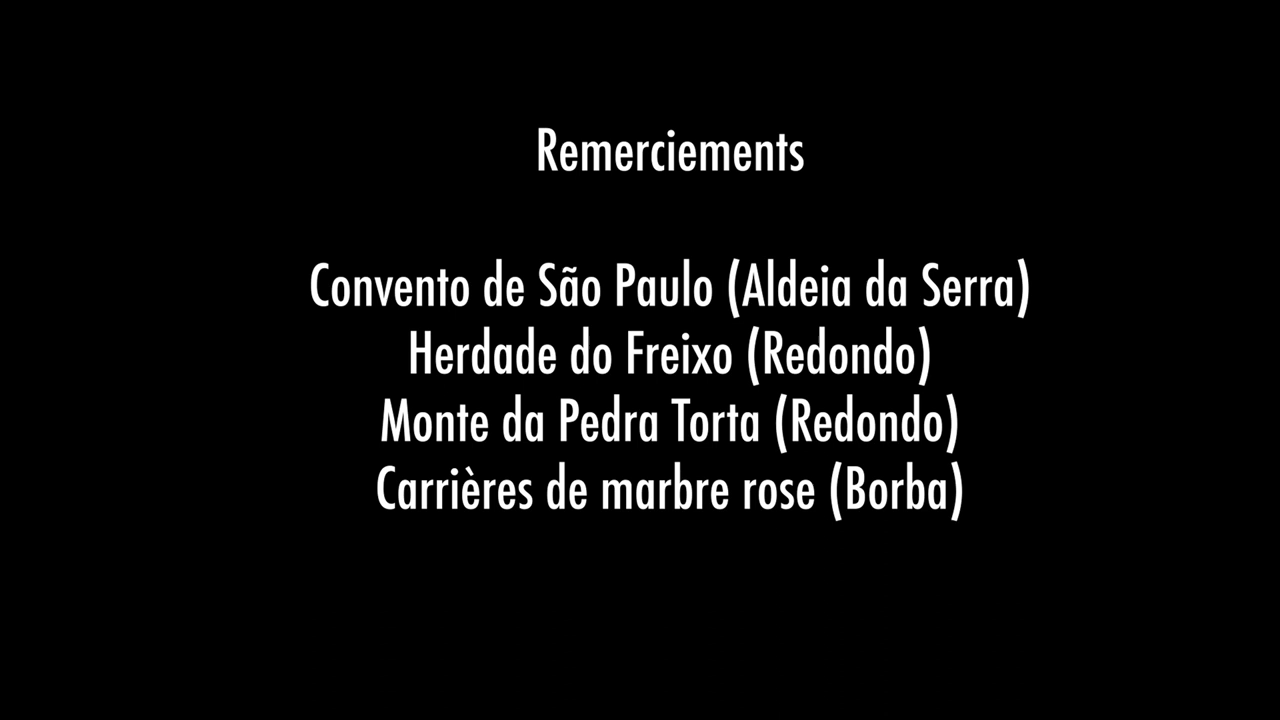 Remerciements
Convento de São Paulo (Aldeia da Serra)
Herdade do Freixo (Redondo)
Monte da Pedra Torta (Redondo)
Carrières de marbre rose (Borba)